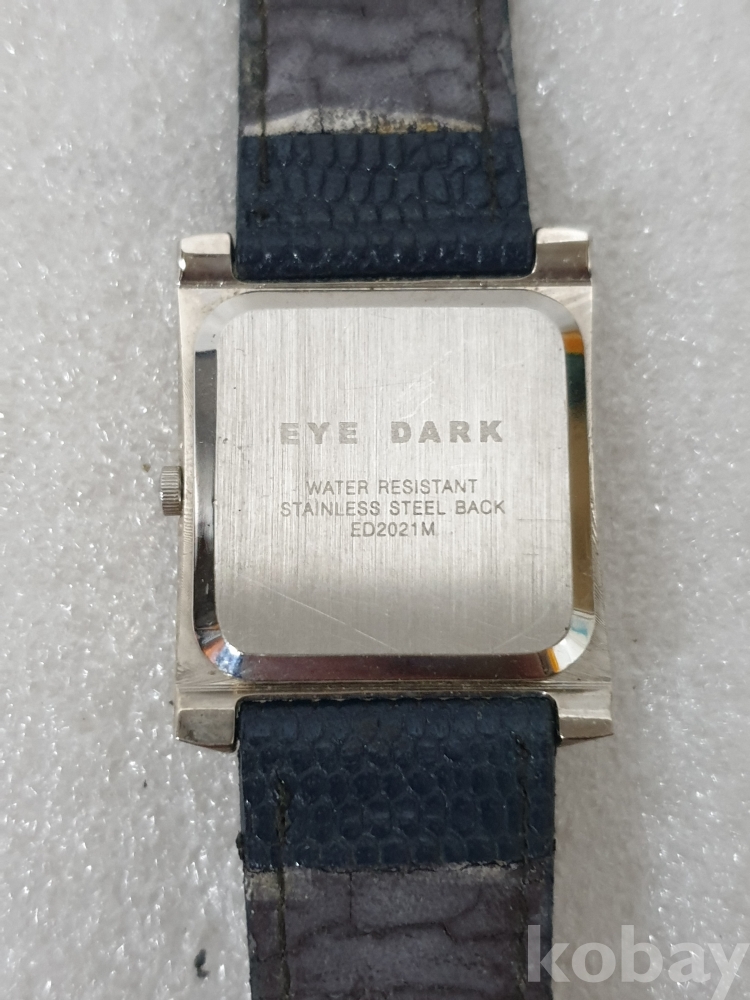 EYE DARK
WATER RESISTANT
STAINLESS STEEL BACK
ED2021M
kobay